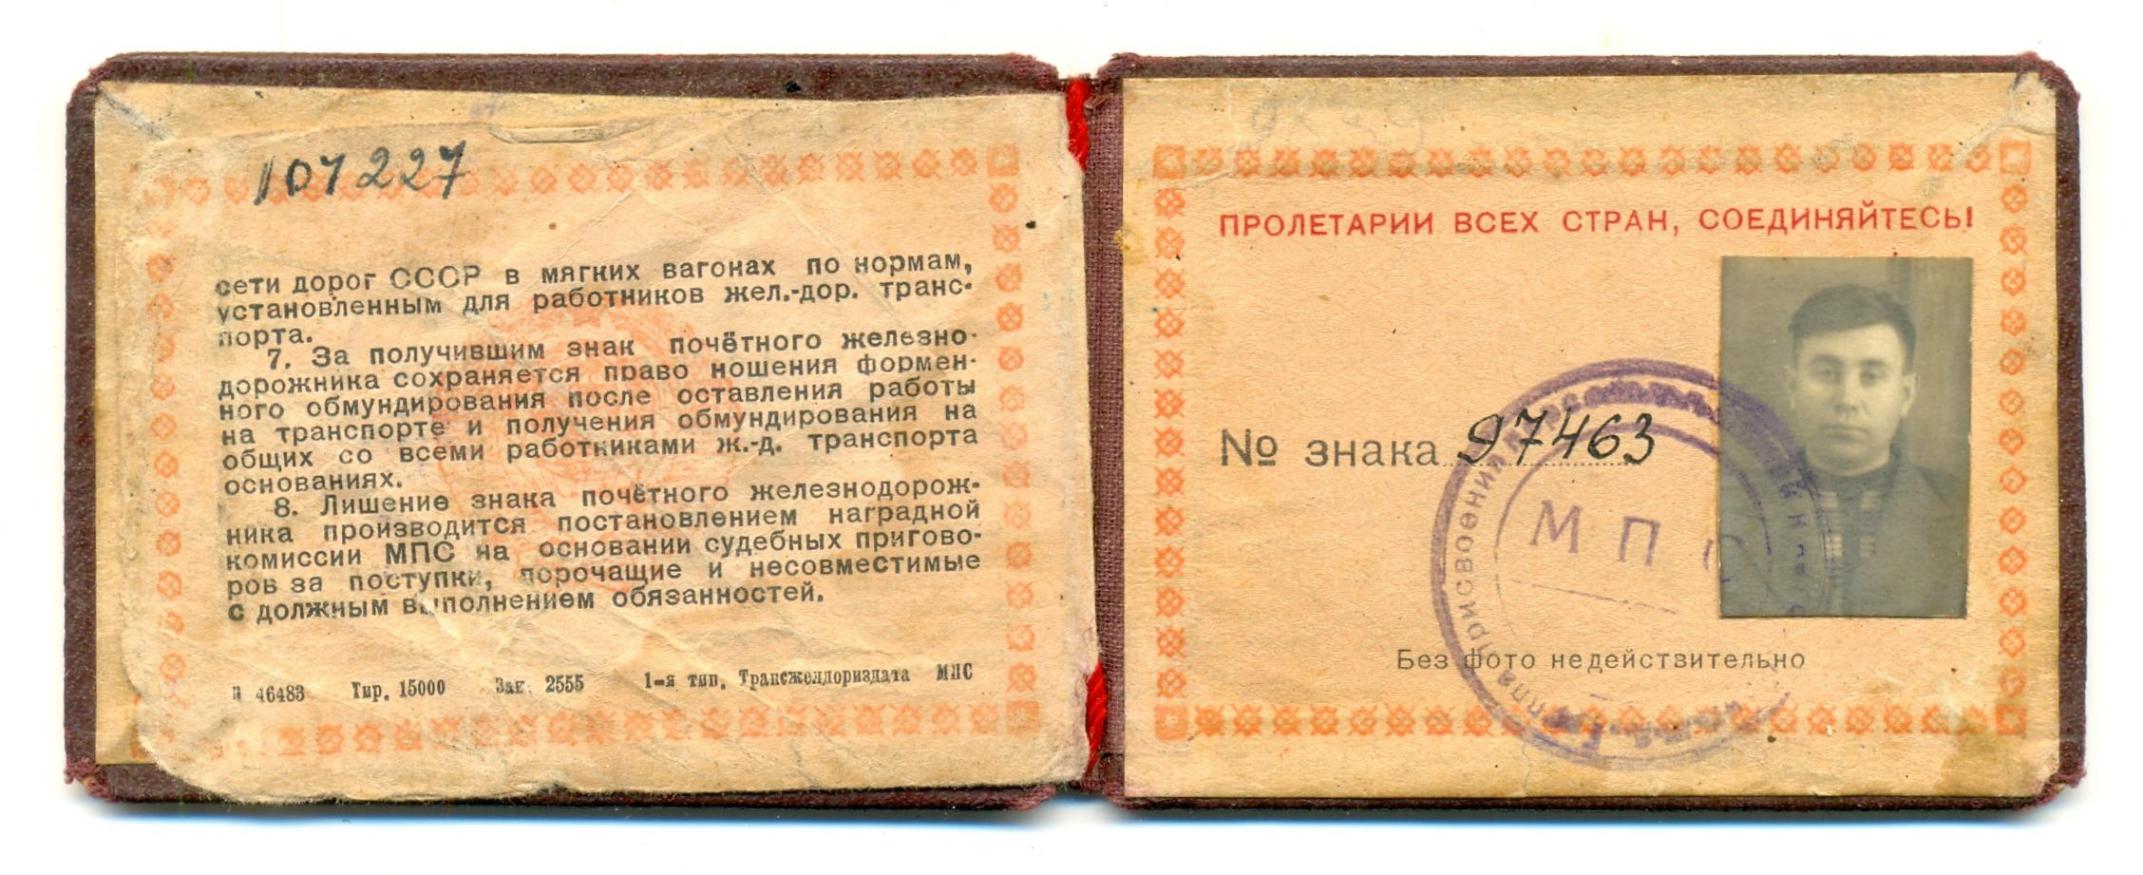 107227
сети дорог СССР в мягких вагонах по нормам,
установленным для работников жел.-дор. транс-
порта.
7. За получившим знак почётного железно-
дорожника сохраняется право ношения формен-
ного обмундирования после оставления работы
на транспорте и получения обмундирования на
общих со всеми работниками ж.-д. транспорта
основаниях.
8. Лишение знака почётного железнодорож-
ника производится постановлением наградной
комиссии МПС на основании судебных пригово-
ров за поступки, порочащие и несовместимые
с должным выполнением обязанностей.
46483 Тир. 15000 Зак. 2555 1-я тип. Трансжелдориздата МПС
ПРОЛЕТАРИИ ВСЕХ СТРАН, СОЕДИНЯЙТЕСЬ!
№ знака 97463
М П С
Без фото недействительно